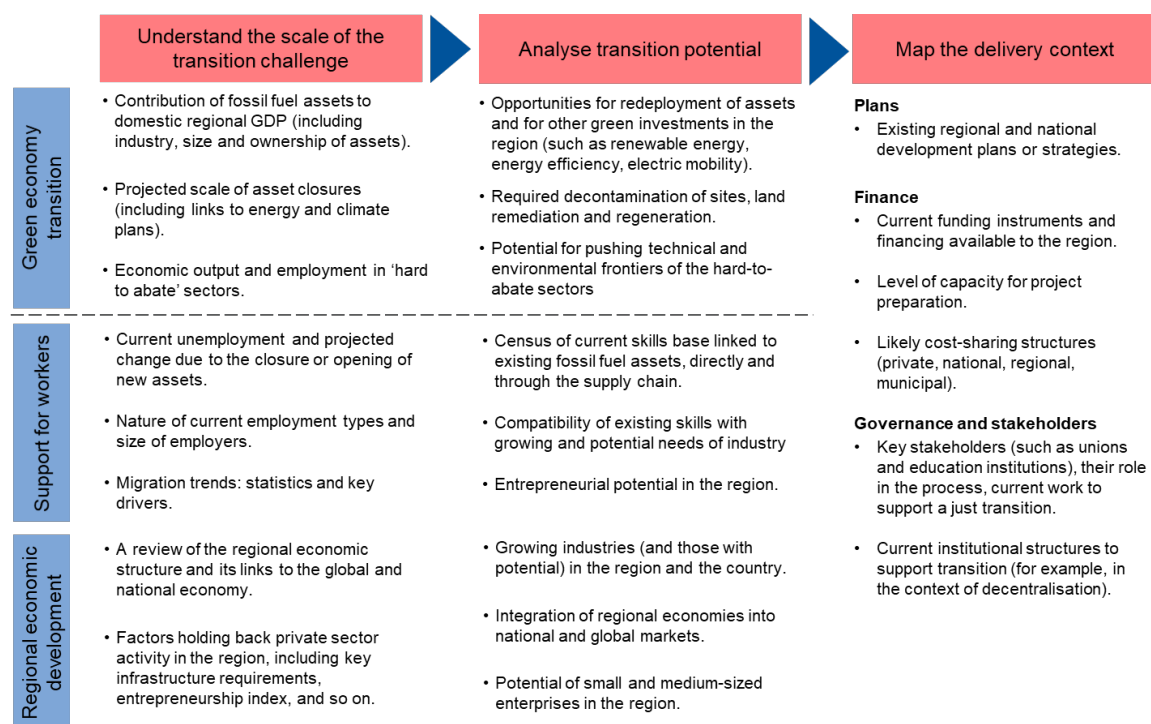 Understand the scale of the
transition challenge
Analyse transition potential
Map the delivery context
Green economy
transition
• Contribution of fossil fuel assets to
domestic regional GDP (including
industry, size and ownership of assets).
• Projected scale of asset closures
(including links to energy and climate
plans).
• Economic output and employment in ‘hard
to abate’ sectors.
• Opportunities for redeployment of assets
and for other green investments in the
region (such as renewable energy,
energy efficiency, electric mobility).
• Required decontamination of sites, land
remediation and regeneration.
• Potential for pushing technical and
environmental frontiers of the hard-to-
abate sectors
Support for workers
• Current unemployment and projected
change due to the closure or opening of
new assets.
• Nature of current employment types and
size of employers.
• Migration trends: statistics and key
drivers.
• Census of current skills base linked to
existing fossil fuel assets, directly and
through the supply chain.
• Compatibility of existing skills with
growing and potential needs of industry
• Entrepreneurial potential in the region.
Regional economic
development
• A review of the regional economic
structure and its links to the global and
national economy.
• Factors holding back private sector
activity in the region, including key
infrastructure requirements,
entrepreneurship index, and so on.
• Growing industries (and those with
potential) in the region and the country.
• Integration of regional economies into
national and global markets.
• Potential of small and medium-sized
enterprises in the region.
Plans
• Existing regional and national
development plans or strategies.
Finance
• Current funding instruments and
financing available to the region.
• Level of capacity for project
preparation.
• Likely cost-sharing structures
(private, national, regional,
municipal).
Governance and stakeholders
• Key stakeholders (such as unions
and education institutions), their role
in the process, current work to
support a just transition.
• Current institutional structures to
support transition (for example, in
the context of decentralisation).